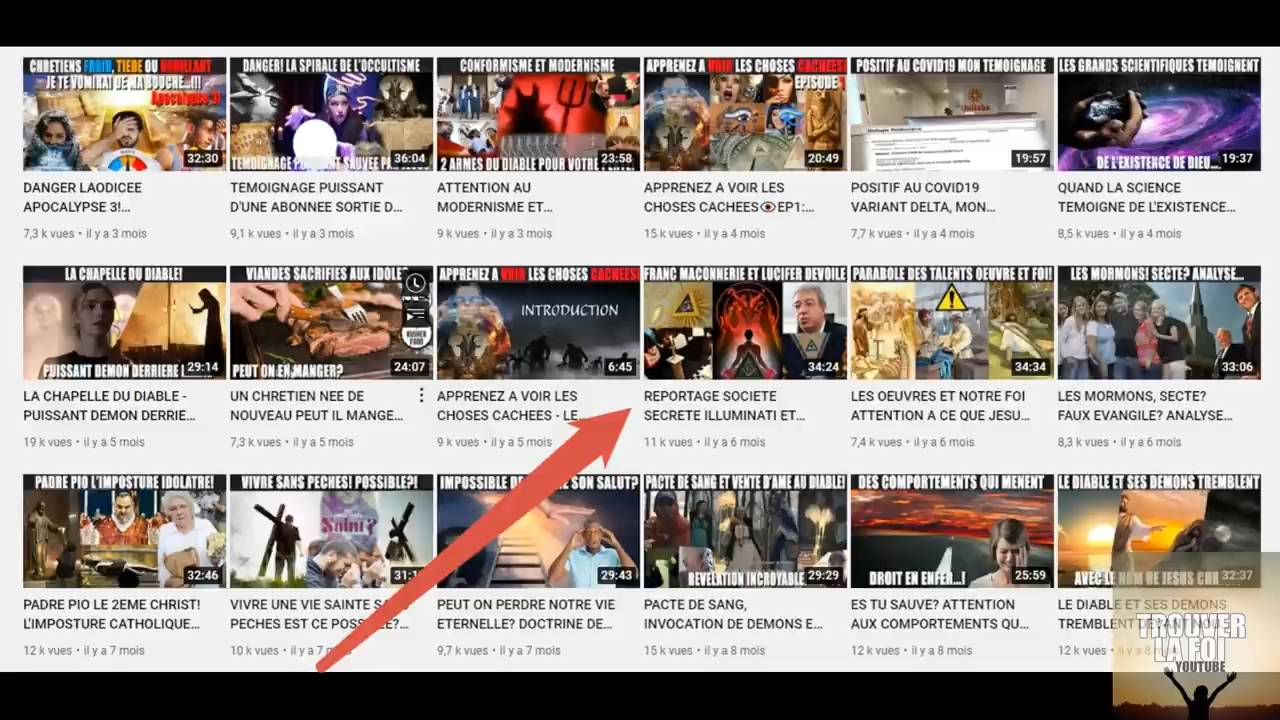 CHRETIENS FROID, TIEDE OU BOUILLANT
JE TE VOMIRAI DE MA BOUCHE...!!!
Apocalypse 3!
32:30
DANGER LAODICEE
APOCALYPSE 3!...
7,3 k vues • il y a 3 mois
DANGER! LA SPIRALE DE L'OCCULTISME
36:04
TEMOIGNAGE PUISSANT
D'UNE ABONNEE SORTIE D...
9,1 k vues • il y a 3 mois
CONFORMISME ET MODERNISME
2 ARMES DU DIABLE POUR VOTRE PERTE!
23:58
ATTENTION AU
MODERNISME ET...
9 k vues • il y a 3 mois
APPRENEZ A VOIR LES CHOSES CACHEES!
EPISODE 1
20:49
APPRENEZ A VOIR LES
CHOSES CACHEES👁EP1:...
15 k vues • il y a 4 mois
POSITIF AU COVID19 MON TEMOIGNAGE
19:57
POSITIF AU COVID19
VARIANT DELTA, MON...
7,7 k vues • il y a 4 mois
LES GRANDS SCIENTIFIQUES TEMOIGNENT
DE L'EXISTENCE DE DIEU...
19:37
QUAND LA SCIENCE
TEMOIGNE DE L'EXISTENCE...
8,5 k vues • il y a 4 mois
LA CHAPELLE DU DIABLE!
PUISSANT DEMON DERRIERE
29:14
LA CHAPELLE DU DIABLE -
PUISSANT DEMON DERRIE...
19 k vues • il y a 5 mois
VIANDES SACRIFIES AUX IDOLE
PEUT ON EN MANGER?
24:07
UN CHRETIEN NEE DE
NOUVEAU PEUT IL MANGE...
7,3 k vues • il y a 5 mois
APPRENEZ A VOIR LES CHOSES CACHEES!
INTRODUCTION
6:45
APPRENEZ A VOIR LES
CHOSES CACHEES - LE...
9 k vues • il y a 5 mois
FRANC MACONNERIE ET LUCIFER DEVOILE
34:24
REPORTAGE SOCIETE
SECRETE ILLUMINATI ET...
11 k vues • il y a 6 mois
PARABOLE DES TALENTS OEUVRE ET FOI!
34:34
LES OEUVRES ET NOTRE FOI
ATTENTION A CE QUE JESU...
7,4 k vues • il y a 6 mois
LES MORMONS! SECTE? ANALYSE...
33:06
LES MORMONS, SECTE?
FAUX EVANGILE? ANALYSE...
8,3 k vues • il y a 6 mois
PADRE PIO L'IMPOSTURE IDOLATRE!
32:46
PADRE PIO LE 2EME CHRIST!
L'IMPOSTURE CATHOLIQUE...
12 k vues • il y a 7 mois
VIVRE SANS PECHES! POSSIBLE?!
Saint?
VIVRE UNE VIE SAINTE
PECHES EST CE POSSIBLE?...
10 k vues • il y a 7
IMPOSSIBLE DE SON SALUT?
29:43
PEUT ON PERDRE NOTRE VIE
ETERNELLE? DOCTRINE DE...
9,7 k vues • il y a 7 mois
PACTE DE SANG ET VENTE D'AME AU DIABLE!
REVELATION INCROYABLE
29:29
PACTE DE SANG,
INVOCATION DE DEMONS E...
15 k vues • il y a 8 mois
DES COMPORTEMENTS QUI MENENT
DROIT EN ENFER...!
25:59
ES TU SAUVE? ATTENTION
AUX COMPORTEMENTS QU...
12 k vues • il y a 8 mois
LE DIABLE ET SES DEMONS TREMBLENT
AVEC LE NOM DE JESUS CHR
32:37
LE DIABLE ET SES DEMONS
TREMBLENT
12 k vues • il y a 8
TROUVER
LA FOI
YOUTUBE